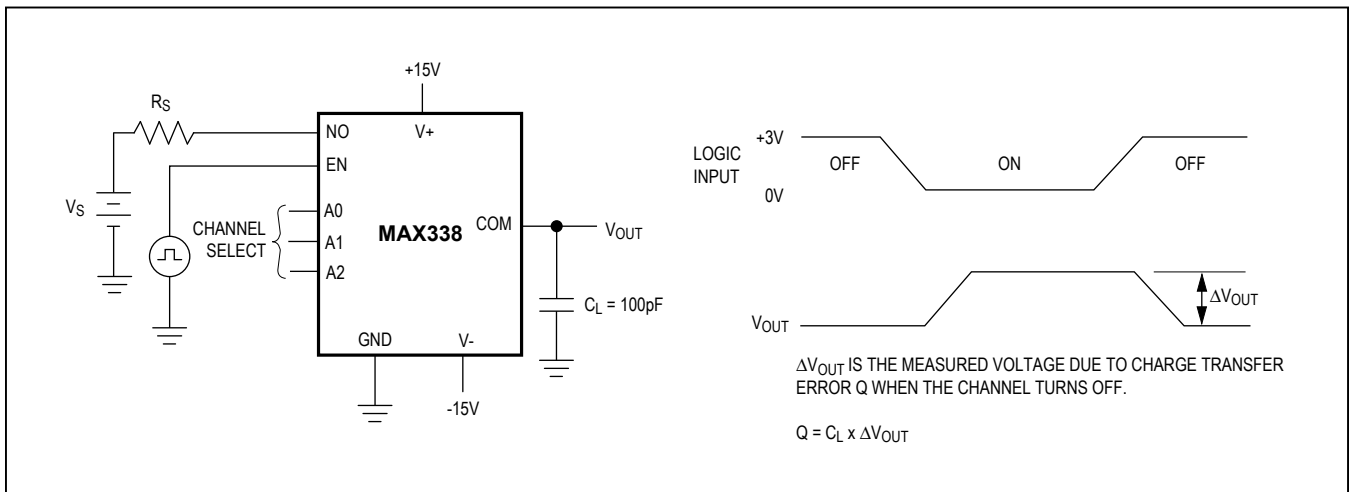 +15V
RS
NO
V+
EN
VS
CHANNEL
SELECT
A0
A1
A2
MAX338
COM
VOUT
CL = 100pF
GND
V-
-15V
LOGIC
INPUT
+3V
0V
OFF
ON
OFF
VOUT
ΔVOUT
ΔVOUT IS THE MEASURED VOLTAGE DUE TO CHARGE TRANSFER
ERROR Q WHEN THE CHANNEL TURNS OFF.
Q = CL x ΔVOUT